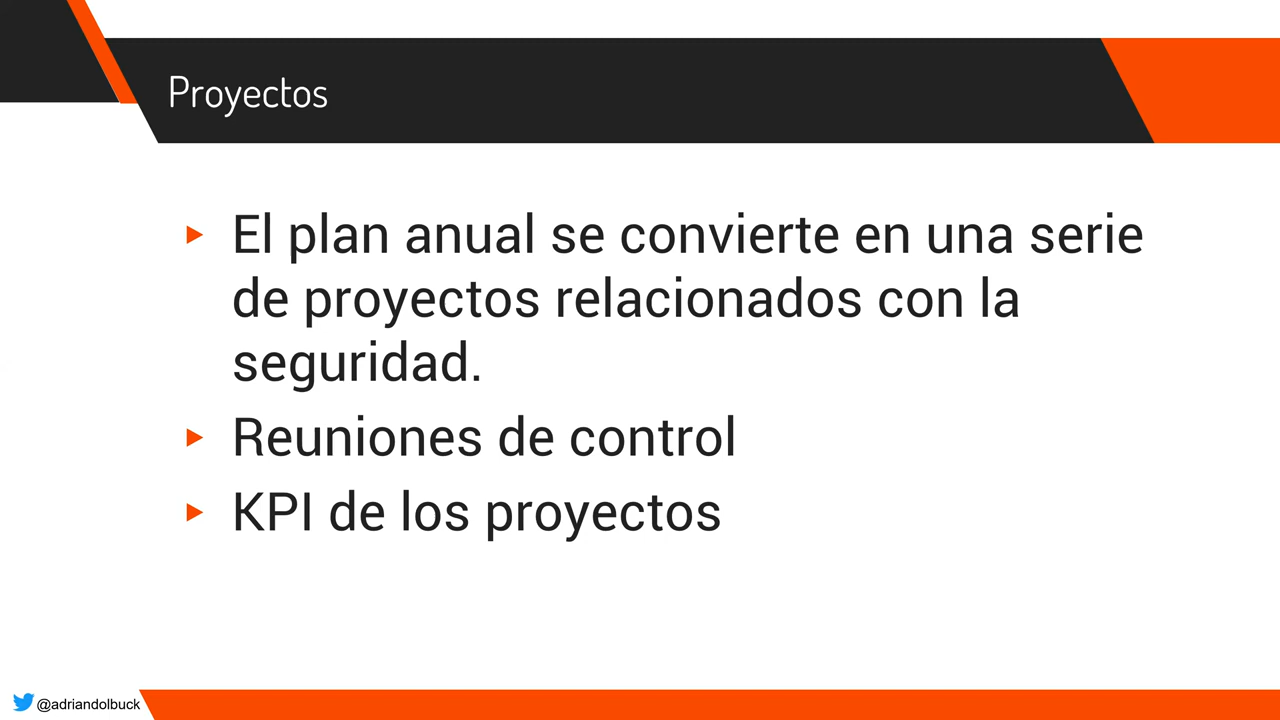 Proyectos
El plan anual se convierte en una serie
de proyectos relacionados con la
seguridad.
Reuniones de control
KPI de los proyectos
@adriandolbuck